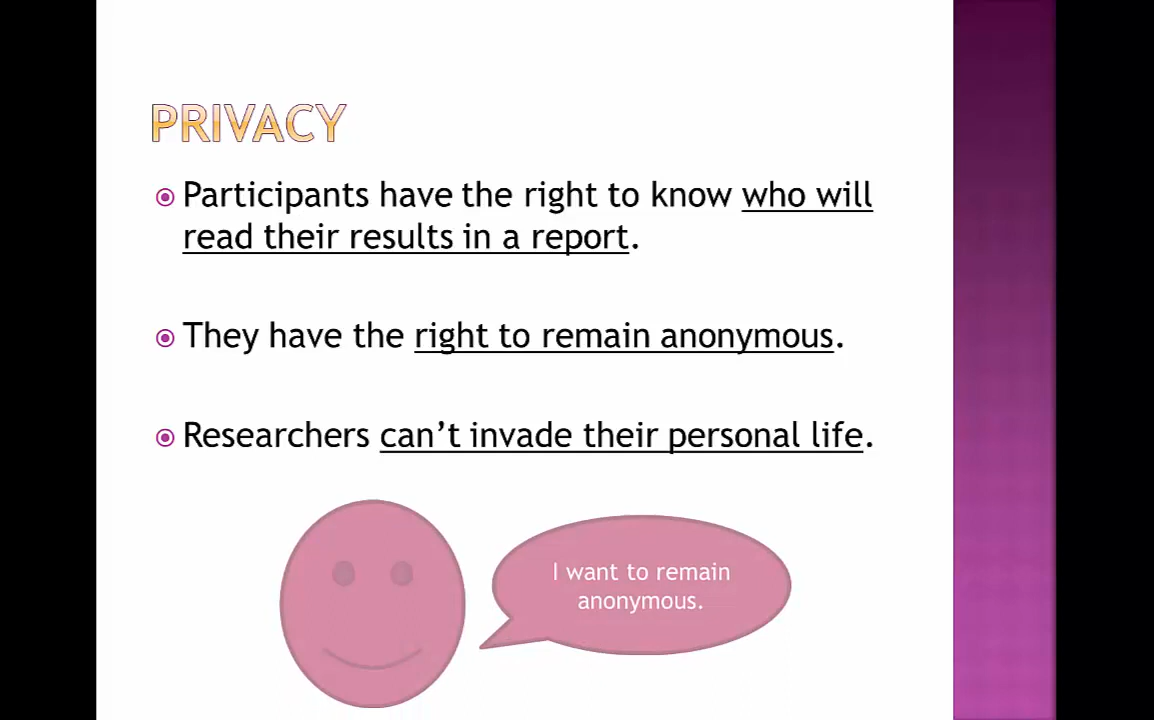 PRIVACY
Participants have the right to know who will
read their results in a report.
They have the right to remain anonymous.
Researchers can’t invade their personal life.
I want to remain
anonymous.